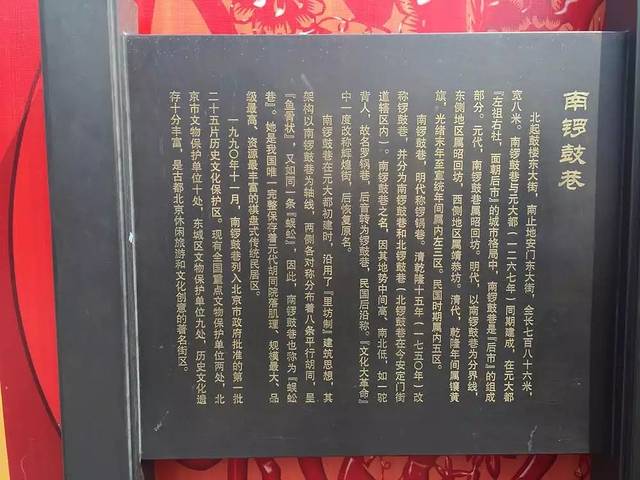 南锣鼓巷
北起鼓楼东大街，南止地安门东大街，全长七百八十六米，
宽八米。南锣鼓巷与元大都（一二六七年）同期建成，在元大都
『左祖右社，面朝后市』的城市格局中，南锣鼓巷是『后市』的组成
部分。元代，南锣鼓巷属昭回坊。明代，以南锣鼓巷为分界线，
东侧地区属昭回坊，西侧地区属靖恭坊。清代，乾隆年间属镶黄
旗，光绪末年至宣统年间属内左三区。民国时期属内五区。
南锣鼓巷，明代称锣锅巷。清乾隆十五年（一七五〇年）改
称锣鼓巷，并分为南锣鼓巷和北锣鼓巷（北锣鼓巷在今安定门街
道辖区内）。南锣鼓巷之名，因其地势中间高、南北低，如一驼
背人，故名罗锅巷，后音转为锣鼓巷，民国后沿称。『文化大革命』
中一度改称辉煌街，后恢复原名。
南锣鼓巷在元大都初建时，沿用了『里坊制』建筑思想，其
架构以南锣鼓巷为轴线，两侧各对称分布着八条平行胡同，呈
『鱼骨状』，又如同一条『蜈蚣』。因此，南锣鼓巷也称为『蜈蚣
巷』。她是我国唯一完整保存着元代胡同院落肌理、规模最大、品
级最高、资源最丰富的棋盘式传统民居区。
一九九〇年十一月，南锣鼓巷列入北京市政府批准的第一批
二十五片历史文化保护区。现有全国重点文物保护单位两处，北
京市文物保护单位十处，东城区文物保护单位九处，历史文化遗
存十分丰富，是古都北京休闲旅游和文化创意的著名街区。